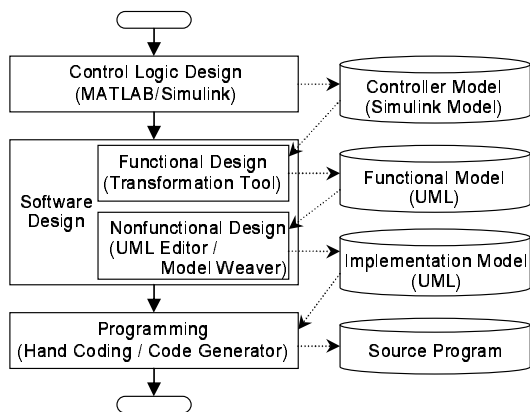 Control Logic Design
(MATLAB/Simulink)
Controller Model
(Simulink Model)
Software
Design
Functional Design
(Transformation Tool)
Functional Model
(UML)
Nonfunctional Design
(UML Editor /
Model Weaver)
Implementation Model
(UML)
Programming
(Hand Coding / Code Generator)
Source Program